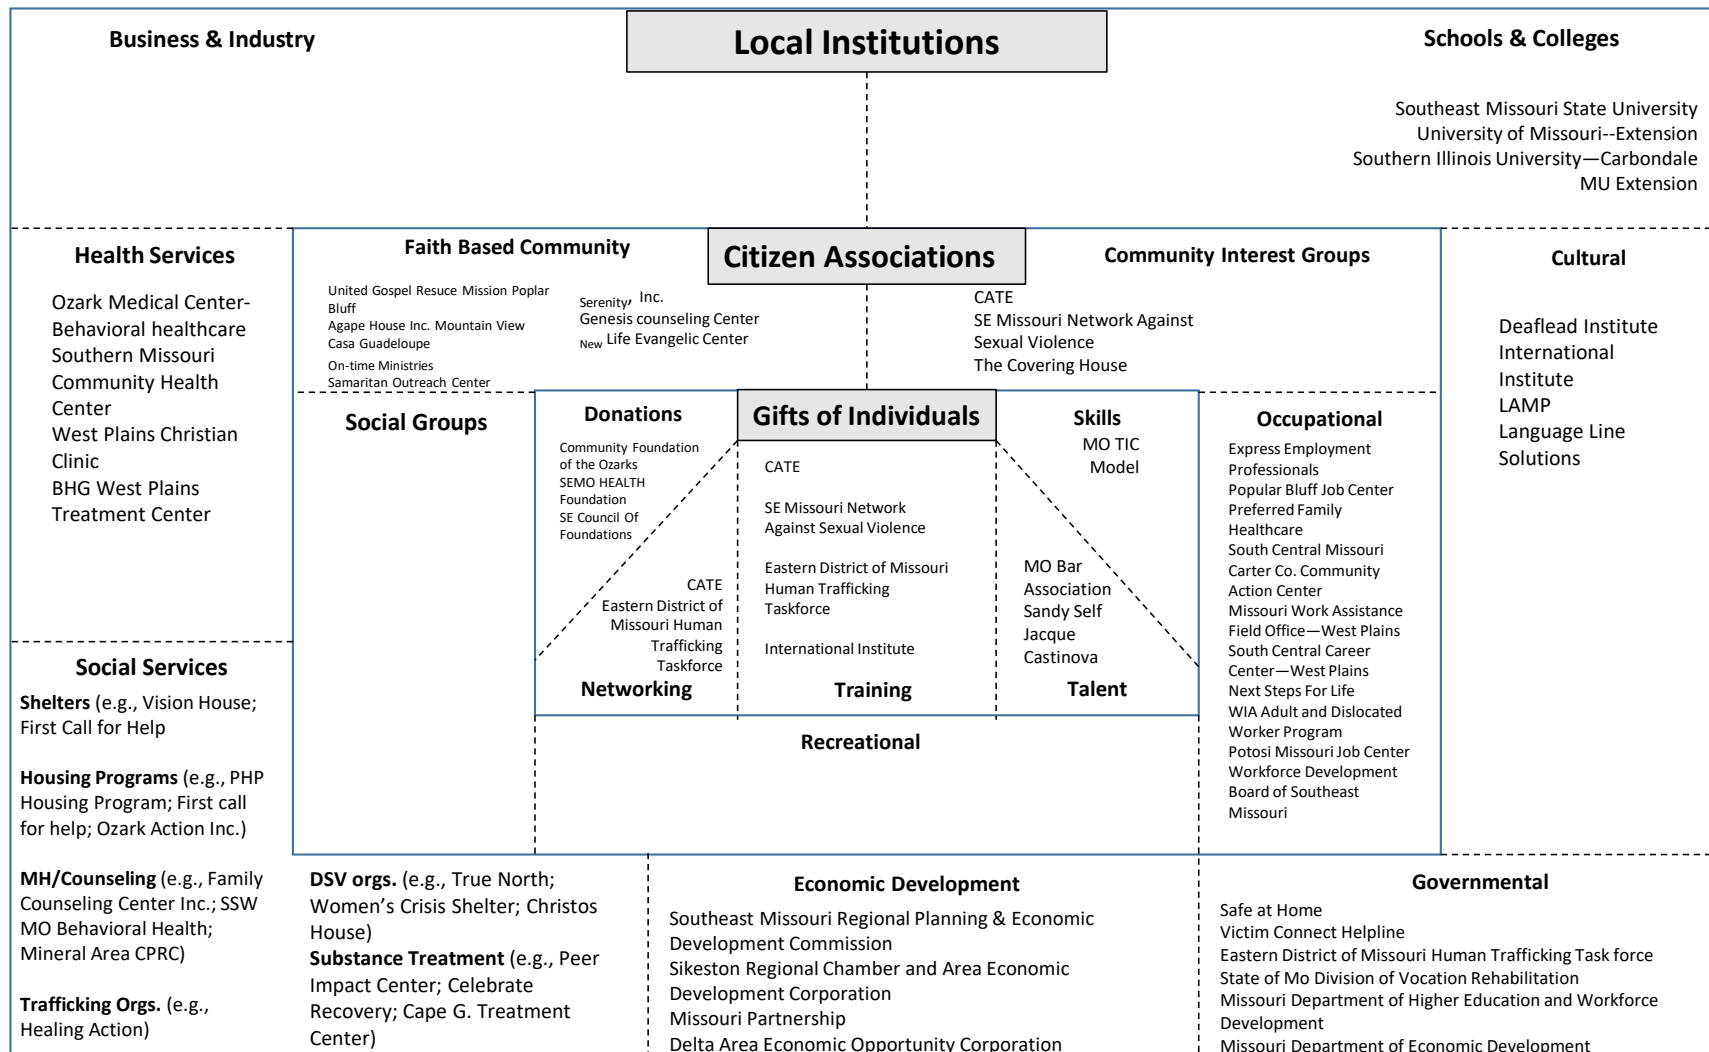 Local Institutions
Business & Industry
Schools & Colleges
Southeast Missouri State University
University of Missouri--Extension
Southern Illinois University—Carbondale
MU Extension
Health Services
Ozark Medical Center-
Behavioral healthcare
Southern Missouri
Community Health
Center
West Plains Christian
Clinic
BHG West Plains
Treatment Center
Citizen Associations
Faith Based Community
United Gospel Resuce Mission Poplar
Bluff
Agape House Inc. Mountain View
Casa Guadeloupe
On-time Ministries
Samaritan Outreach Center
Serenity, Inc.
Genesis counseling Center
New Life Evangelic Center
Community Interest Groups
CATE
SE Missouri Network Against
Sexual Violence
The Covering House
Cultural
Deaflead Institute
International
Institute
LAMP
Language Line
Solutions
Social Groups
Donations
Community Foundation
of the Ozarks
SEMO HEALTH
Foundation
SE Council Of
Foundations
Gifts of Individuals
CATE
SE Missouri Network
Against Sexual Violence
Eastern District of Missouri
Human Trafficking
Taskforce
International Institute
Training
Skills
MO TIC
Model
CATE
Eastern District of
Missouri Human
Trafficking
Taskforce
Networking
MO Bar
Association
Sandy Self
Jacque
Castinova
Talent
Occupational
Express Employment
Professionals
Popular Bluff Job Center
Preferred Family
Healthcare
South Central Missouri
Carter Co. Community
Action Center
Missouri Work Assistance
Field Office—West Plains
South Central Career
Center—West Plains
Next Steps For Life
WIA Adult and Dislocated
Worker Program
Potosi Missouri Job Center
Workforce Development
Board of Southeast
Missouri
Recreational
Social Services
Shelters (e.g., Vision House;
First Call for Help
Housing Programs (e.g., PHP
Housing Program; First call
for help; Ozark Action Inc.)
MH/Counseling (e.g., Family
Counseling Center Inc.; SSW
MO Behavioral Health;
Mineral Area CPRC)
Trafficking Orgs. (e.g.,
Healing Action)
DSV orgs. (e.g., True North;
Women's Crisis Shelter; Christos
House)
Substance Treatment (e.g., Peer
Impact Center; Celebrate
Recovery; Cape G. Treatment
Center)
Economic Development
Southeast Missouri Regional Planning & Economic
Development Commission
Sikeston Regional Chamber and Area Economic
Development Corporation
Missouri Partnership
Delta Area Economic Opportunity Corporation
Governmental
Safe at Home
Victim Connect Helpline
Eastern District of Missouri Human Trafficking Task force
State of Mo Division of Vocation Rehabilitation
Missouri Department of Higher Education and Workforce
Development
Missouri Department of Economic Development